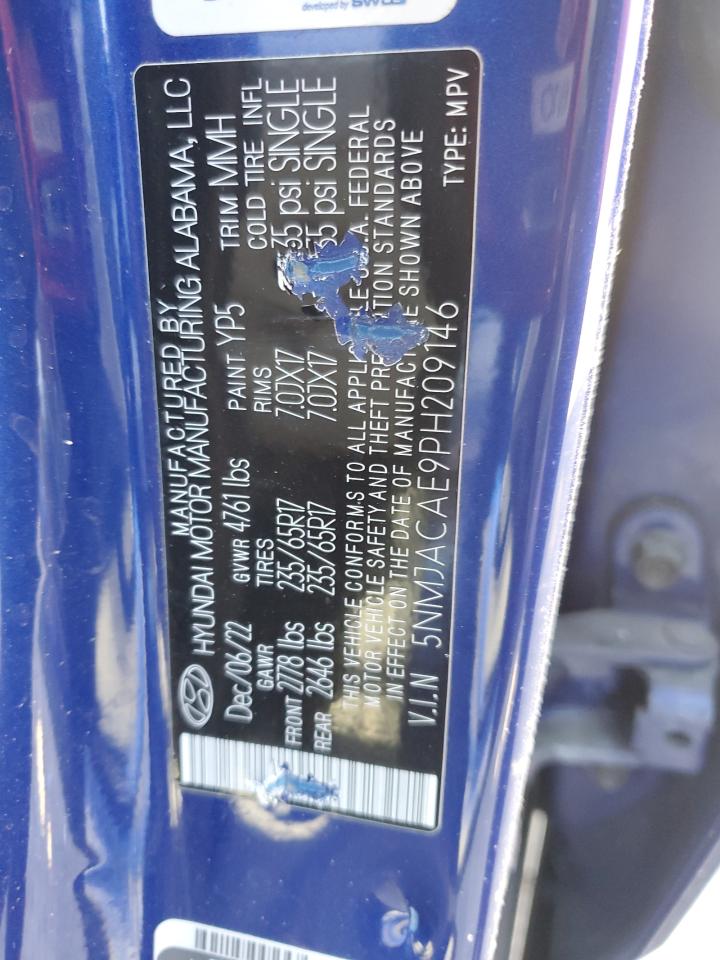 developed by
MANUFACTURED BY
HYUNDAI MOTOR MANUFACTURING ALABAMA, LLC
Dec/06/22 GVWR 4761 lbs PAINT YP5 TRIM MMH
GAWR TIRES RIMS COLD TIRE INFL
FRONT 2778 lbs 235/65R17 7.0JX17 35 psi SINGLE
REAR 2646 lbs 235/65R17 7.0JX17 35 psi SINGLE
THIS VEHICLE CONFORMS TO ALL FEDERAL
MOTOR VEHICLE SAFETY AND THEFT STANDARDS
IN EFFECT ON THE DATE OF SHOWN ABOVE
V.I.N 5NMJACAE9PH209146 TYPE: MPV